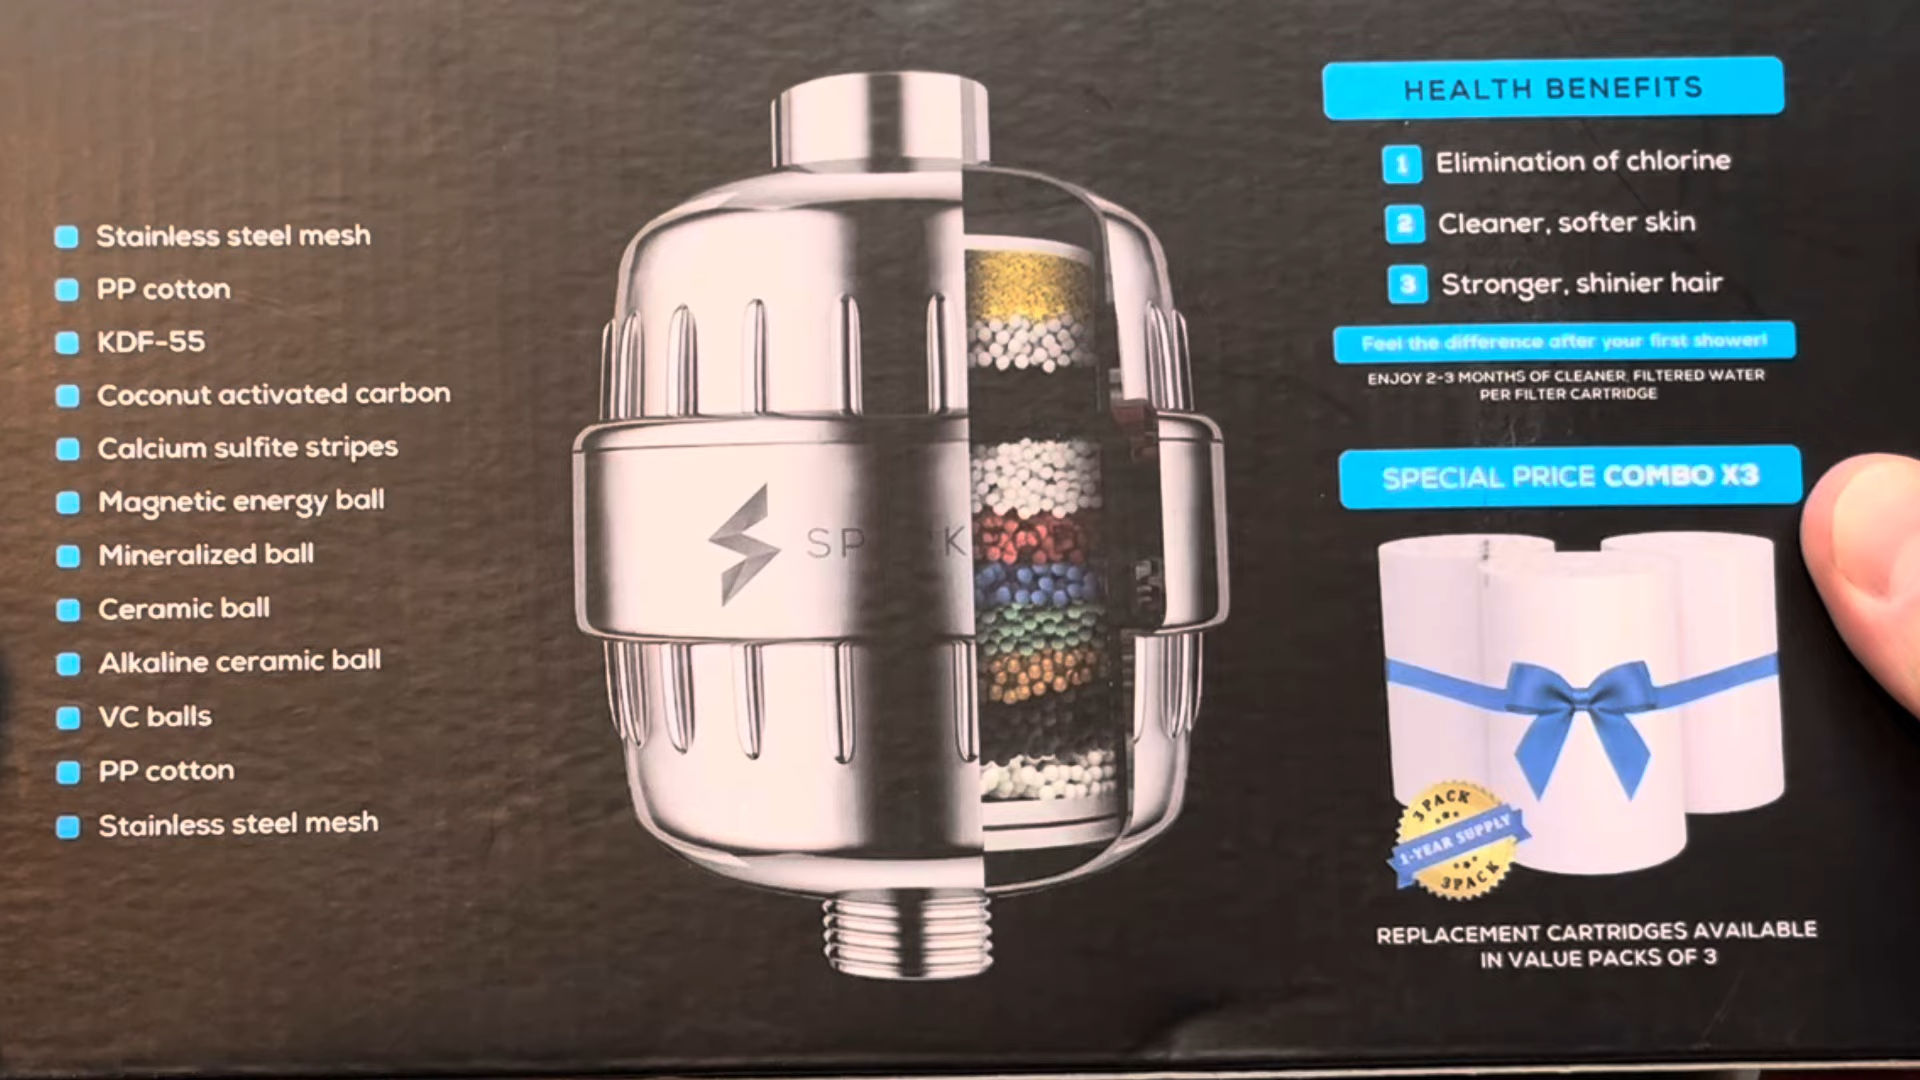 Stainless steel mesh
PP cotton
KDF-55
Coconut activated carbon
Calcium sulfite stripes
Magnetic energy ball
Mineralized ball
Ceramic ball
Alkaline ceramic ball
VC balls
PP cotton
Stainless steel mesh
HEALTH BENEFITS
1 Elimination of chlorine
2 Cleaner, softer skin
3 Stronger, shinier hair
Feel the difference after your first shower!
ENJOY 2-3 MONTHS OF CLEANER, FILTERED WATER
PER FILTER CARTRIDGE
SPECIAL PRICE COMBO X3
3 PACK
1-YEAR SUPPLY
3 PACK
REPLACEMENT CARTRIDGES AVAILABLE
IN VALUE PACKS OF 3